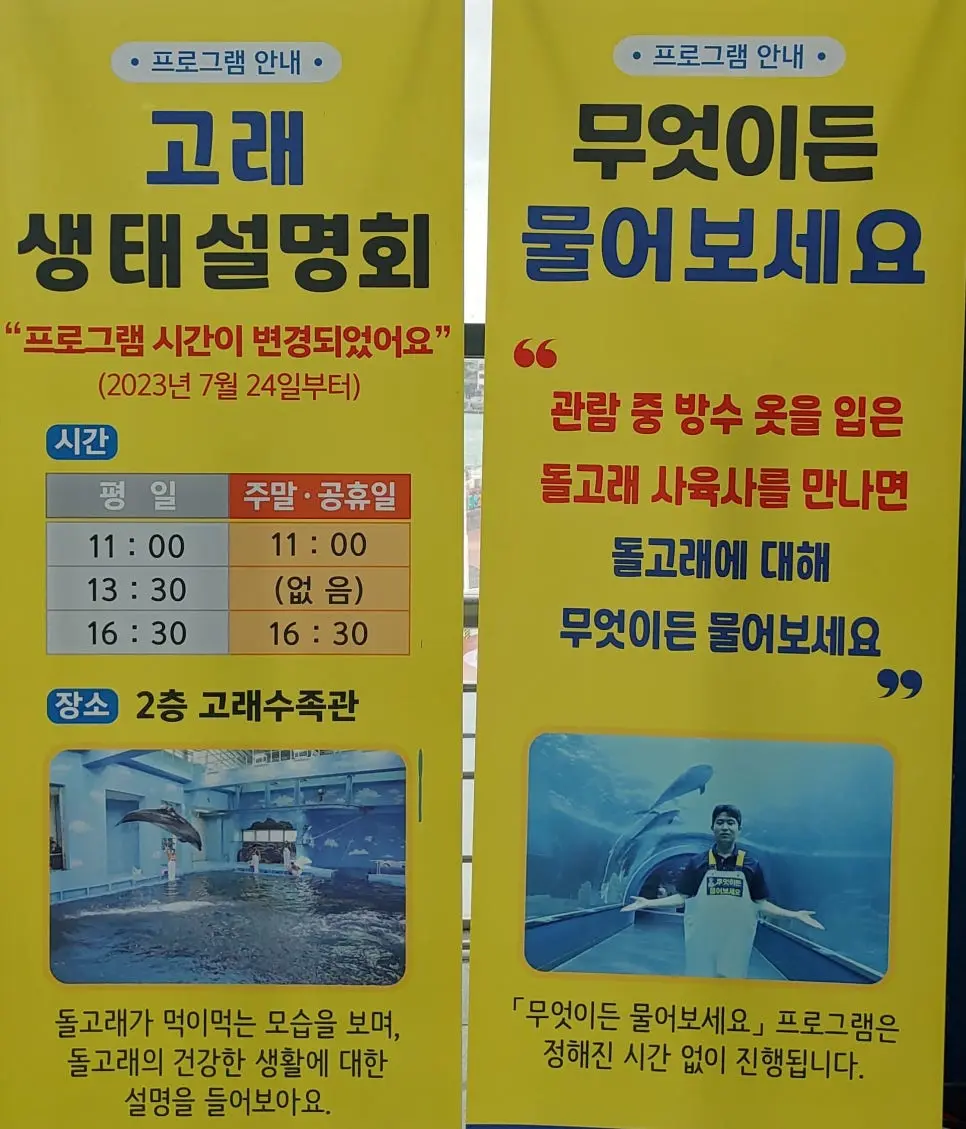 • 프로그램 안내 •
고래
생태설명회
“프로그램 시간이 변경되었어요”
(2023년 7월 24일부터)
시간
평 일 주말·공휴일
11 : 00 11 : 00
13 : 30 (없 음)
16 : 30 16 : 30
장소 2층 고래수족관
돌고래가 먹이먹는 모습을 보며,
돌고래의 건강한 생활에 대한
설명을 들어보아요.
• 프로그램 안내 •
무엇이든
물어보세요
“
관람 중 방수 옷을 입은
돌고래 사육사를 만나면
돌고래에 대해
무엇이든 물어보세요
”
무엇이든
물어보세요
「무엇이든 물어보세요」 프로그램은
정해진 시간 없이 진행됩니다.